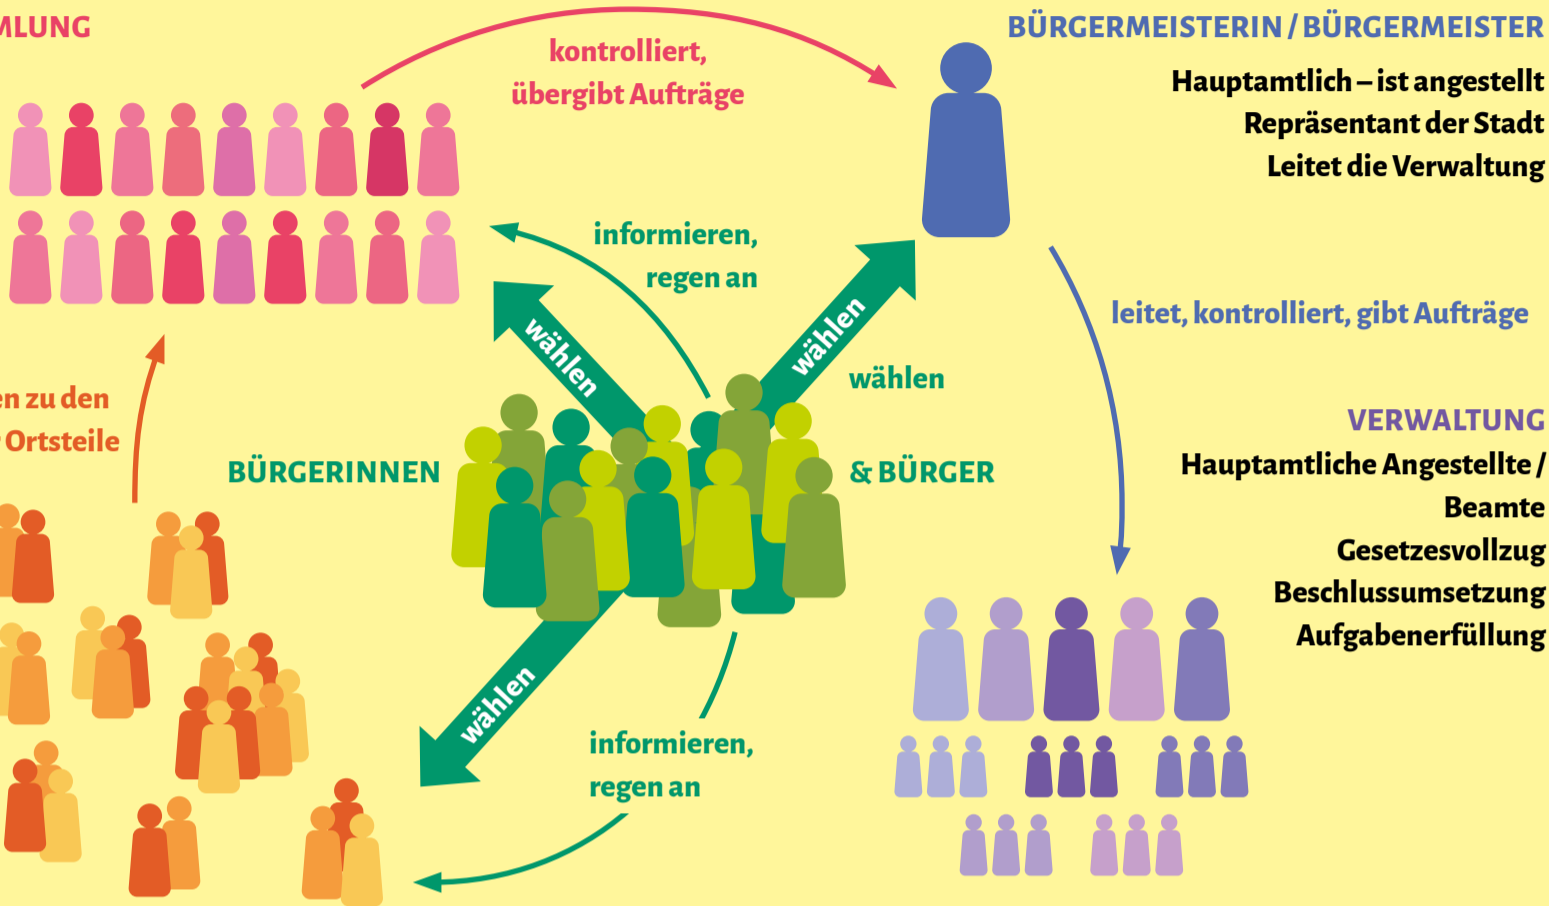 MLUNG
kontrolliert,
übergibt Aufträge
BÜRGERMEISTERIN / BÜRGERMEISTER
Hauptamtlich – ist angestellt
Repräsentant der Stadt
Leitet die Verwaltung
informieren,
regen an
wählen
wählen
wählen
leitet, kontrolliert, gibt Aufträge
en zu den
Ortsteile
BÜRGERINNEN
& BÜRGER
VERWALTUNG
Hauptamtliche Angestellte /
Beamte
Gesetzesvollzug
Beschlussumsetzung
Aufgabenerfüllung
wählen
informieren,
regen an